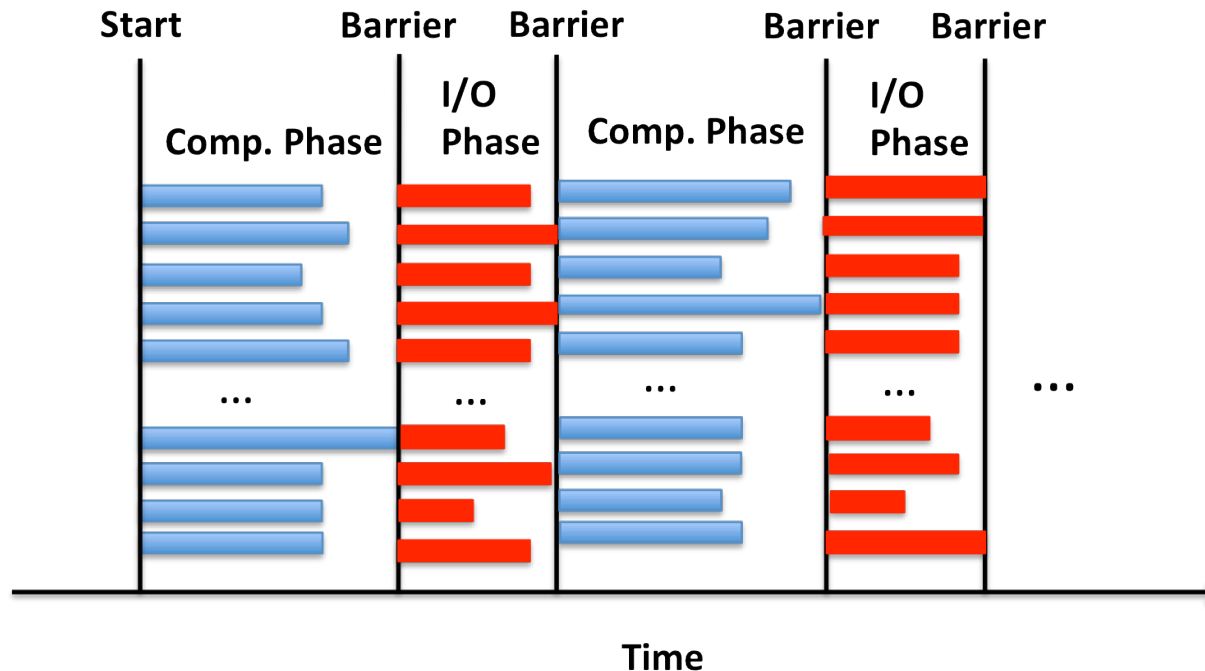 Start
Barrier
Barrier
Barrier
Barrier
Comp. Phase
I/O
Phase
Comp. Phase
I/O
Phase
...
...
...
...
...
Time